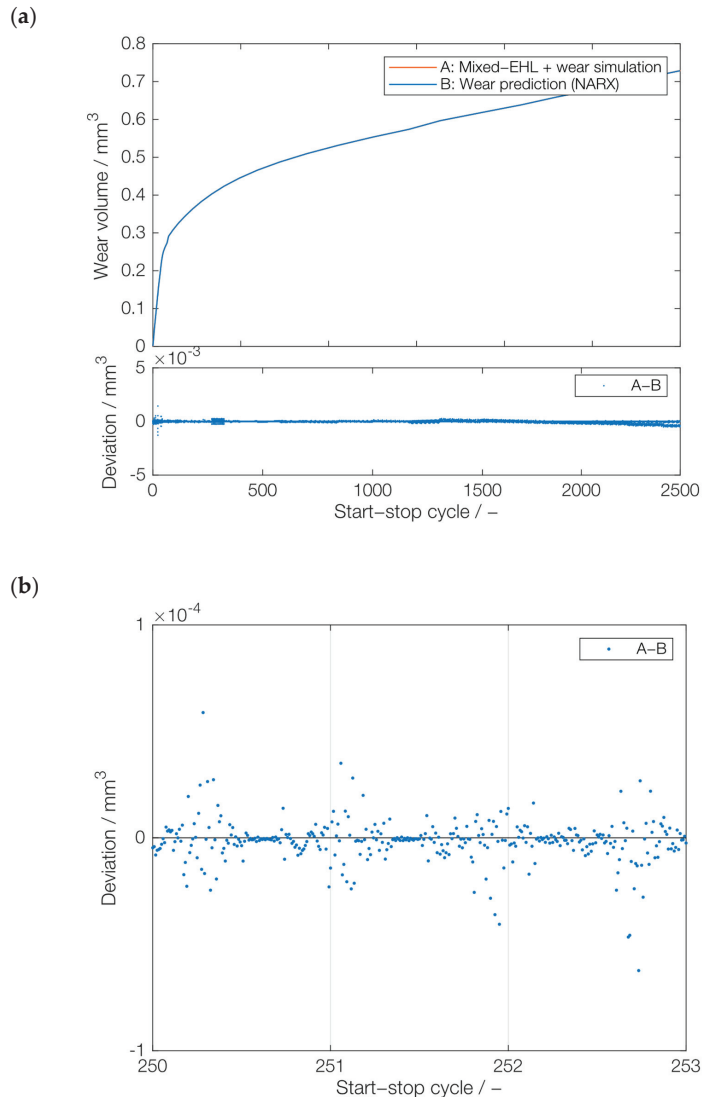 (a)
0.8
0.7
0.6
0.5
0.4
0.3
0.2
0.1
0
Wear volume / mm³
A: Mixed−EHL + wear simulation
B: Wear prediction (NARX)
×10⁻³
5
0
-5
Deviation / mm³
A−B
0 500 1000 1500 2000 2500
Start−stop cycle / −
(b)
×10⁻⁴
1
0
-1
Deviation / mm³
A−B
250 251 252 253
Start−stop cycle / −